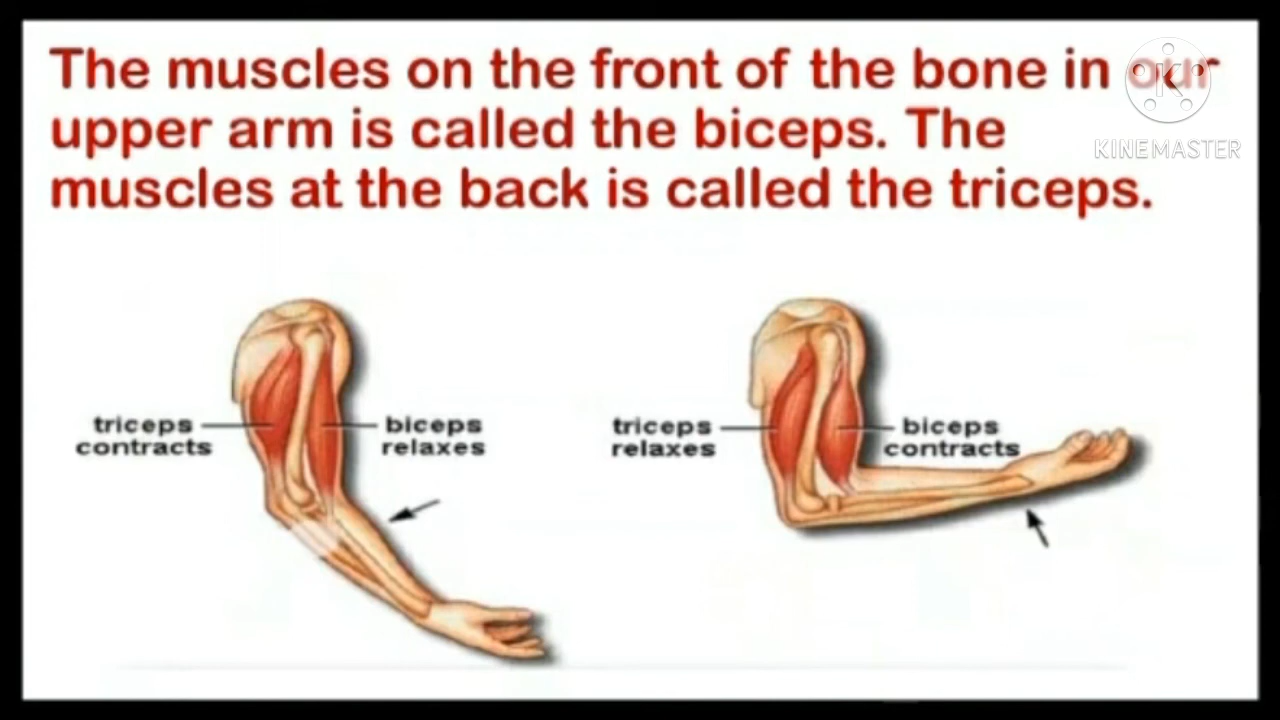 The muscles on the front of the bone in our
upper arm is called the biceps. The
muscles at the back is called the triceps.
KINEMASTER
triceps
contracts
biceps
relaxes
triceps
relaxes
biceps
contracts